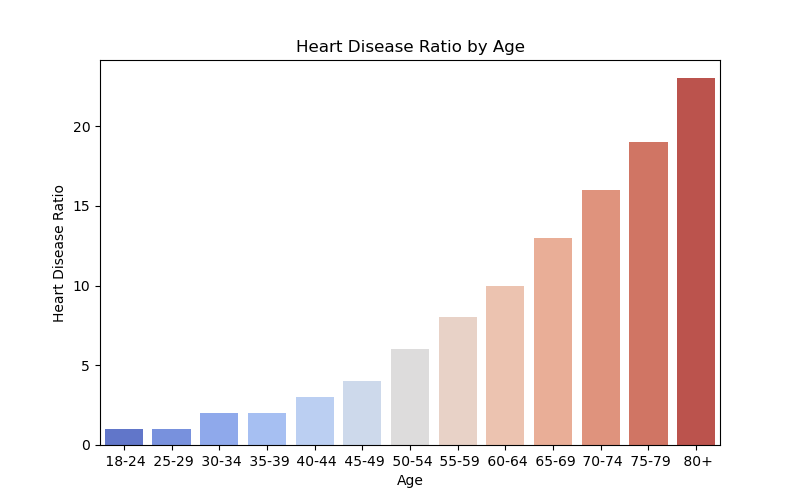 Heart Disease Ratio by Age
Heart Disease Ratio
20
15
10
5
0
18-24 25-29 30-34 35-39 40-44 45-49 50-54 55-59 60-64 65-69 70-74 75-79 80+
Age